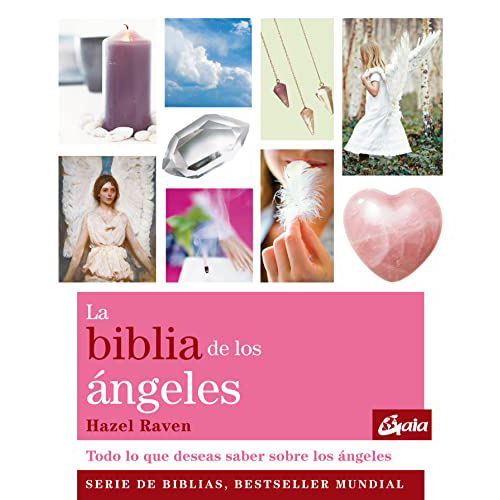 La
biblia de los
ángeles
Hazel Raven
Gaia
Todo lo que deseas saber sobre los ángeles
SERIE DE BIBLIAS, BESTSELLER MUNDIAL